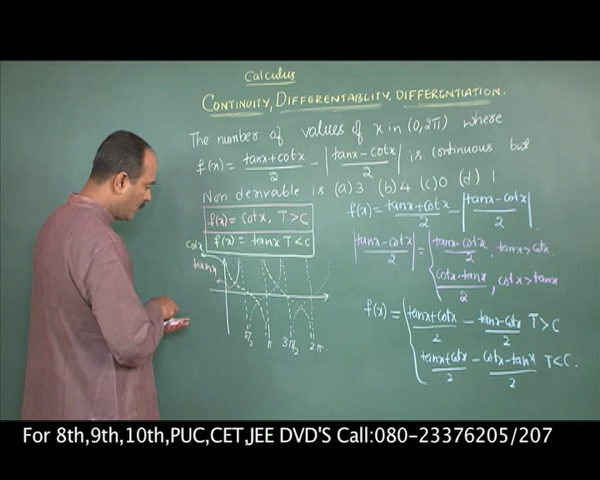 Calculus
CONTINUITY, DIFFERENTABLITY, DIFFERENTIATION.
The number of values of x in (0,2π) where
f(x) = tanx+cotx/2 - |tanx-cotx/2| is continuous but
Non derivable is (a) 3 (b) 4 (c) 0 (d) 1
f(x) = cotx, T>C
f(x) = tanx T<C
f(x) = tanx+cotx/2 - |tanx-cotx/2|
|tanx-cotx/2| = { tanx-cotx/2, tanx>cotx
cotx-tanx/2, cotx>tanx
cotx
tanx
π/2 π 3π/2 2π
f(x) = { tanx+cotx/2 - tanx-cotx/2 T>C
tanx+cotx/2 - cotx-tanx/2 T<C.
For 8th,9th,10th,PUC,CET,JEE DVD'S Call:080-23376205/207